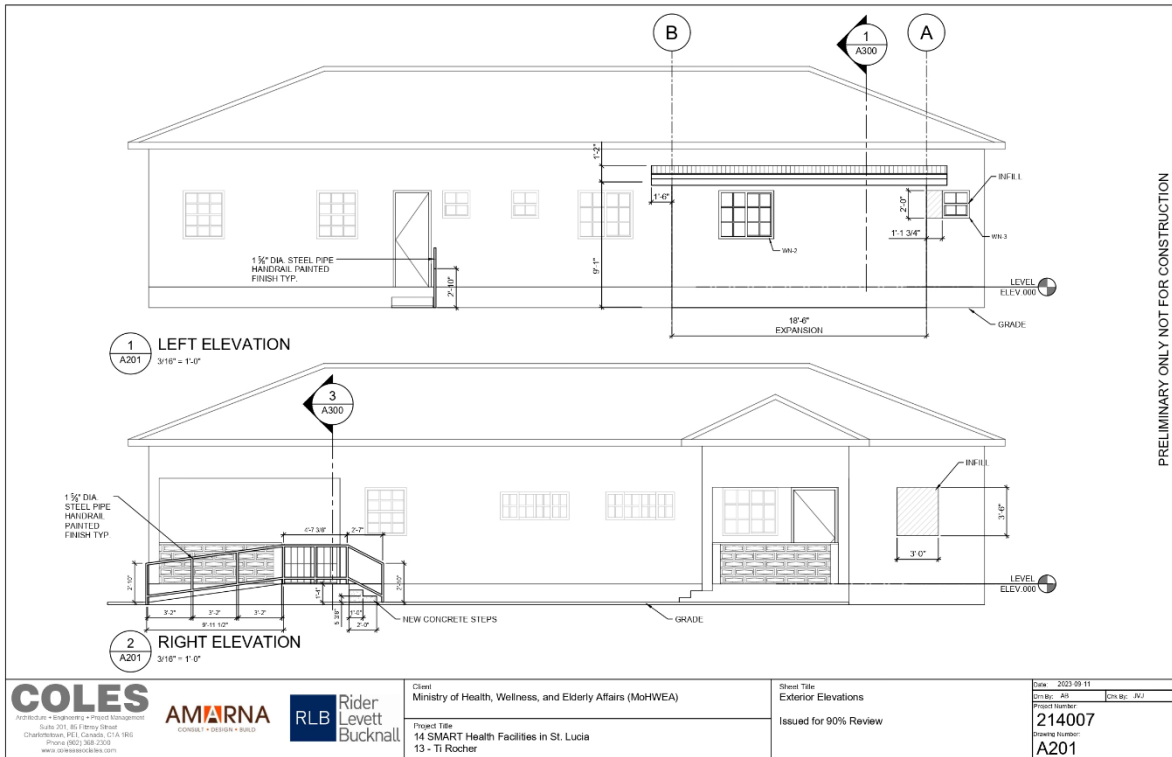 B
1
A300
A
1'-2"
1'-6"
9'-1"
2'-0"
INFILL
1'-1 3/4"
WN-3
WN-2
1 ⅝" DIA. STEEL PIPE
HANDRAIL PAINTED
FINISH TYP.
2'-10"
LEVEL
ELEV.000
18'-6"
EXPANSION
GRADE
1
A201
LEFT ELEVATION
3/16" = 1'-0"
3
A300
INFILL
1 ⅝" DIA.
STEEL PIPE
HANDRAIL
PAINTED
FINISH TYP.
4'-7 3/8"
2'-7"
3'-6"
3' 0"
2'-10"
2'-10"
LEVEL
ELEV.000
1'-4"
5 3/8"
1'-0"
2'-0"
3'-2"
3'-2"
3'-2"
9'-11 1/2"
NEW CONCRETE STEPS
GRADE
2
A201
RIGHT ELEVATION
3/16" = 1'-0"
PRELIMINARY ONLY NOT FOR CONSTRUCTION
COLES
Architecture • Engineering • Project Management
Suite 201, 85 Fitzroy Street
Charlottetown, PEI, Canada, C1A 1R6
Phone (902) 368-2300
www.colesassociates.com
AMARNA
CONSULT • DESIGN • BUILD
RLB
Rider
Levett
Bucknall
Client
Ministry of Health, Wellness, and Elderly Affairs (MoHWEA)
Project Title
14 SMART Health Facilities in St. Lucia
13 - Ti Rocher
Sheet Title
Exterior Elevations
Issued for 90% Review
Date: 2023-09-11
Drn By: AB
Chk By: JVJ
Project Number
214007
Drawing Number:
A201